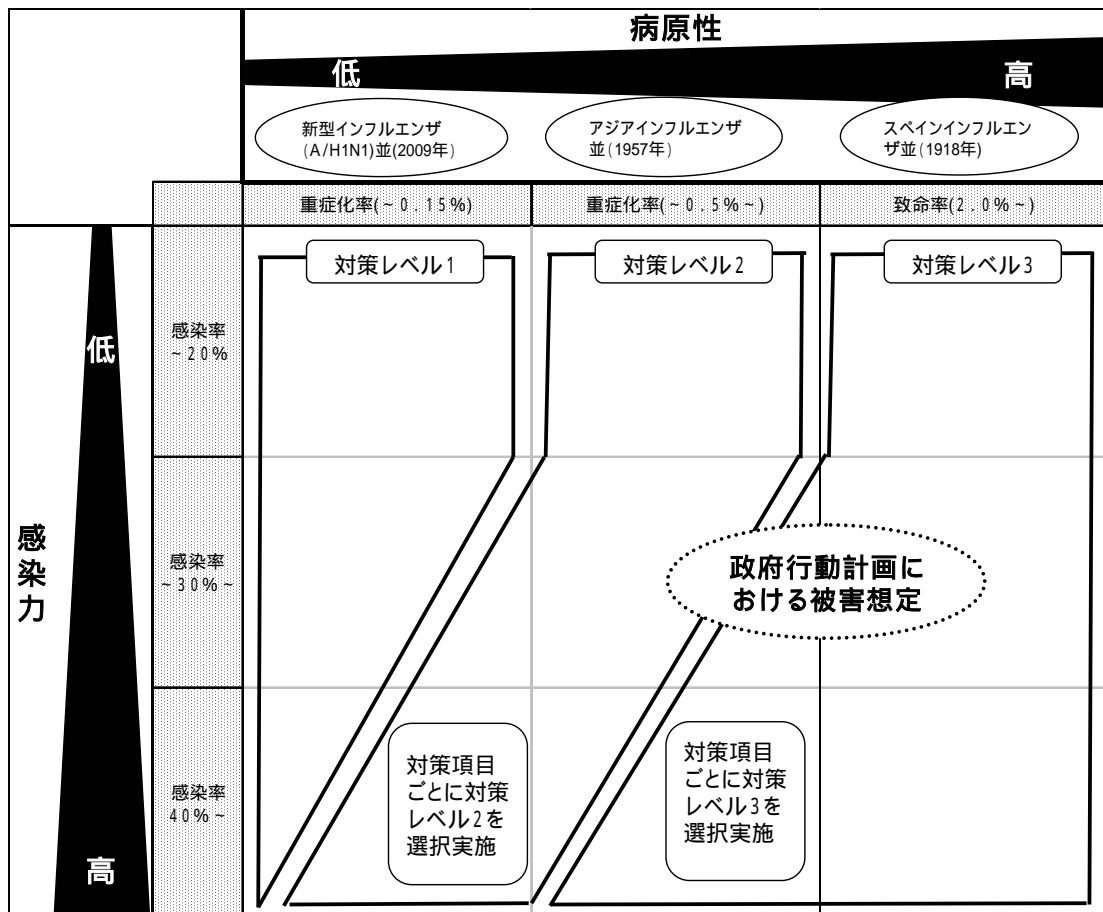 病原性
低
高
新型インフルエンザ
(A/H1N1)並(2009年)
アジアインフルエンザ
並(1957年)
スペインインフルエン
ザ並(1918年)
重症化率(~0.15%)
重症化率(~0.5%~)
致命率(2.0%~)
対策レベル1
対策レベル2
対策レベル3
感染力
低
高
感染率
~20%
感染率
~30%~
感染率
40%~
政府行動計画に
おける被害想定
対策項目
ごとに対策
レベル2を
選択実施
対策項目
ごとに対策
レベル3を
選択実施